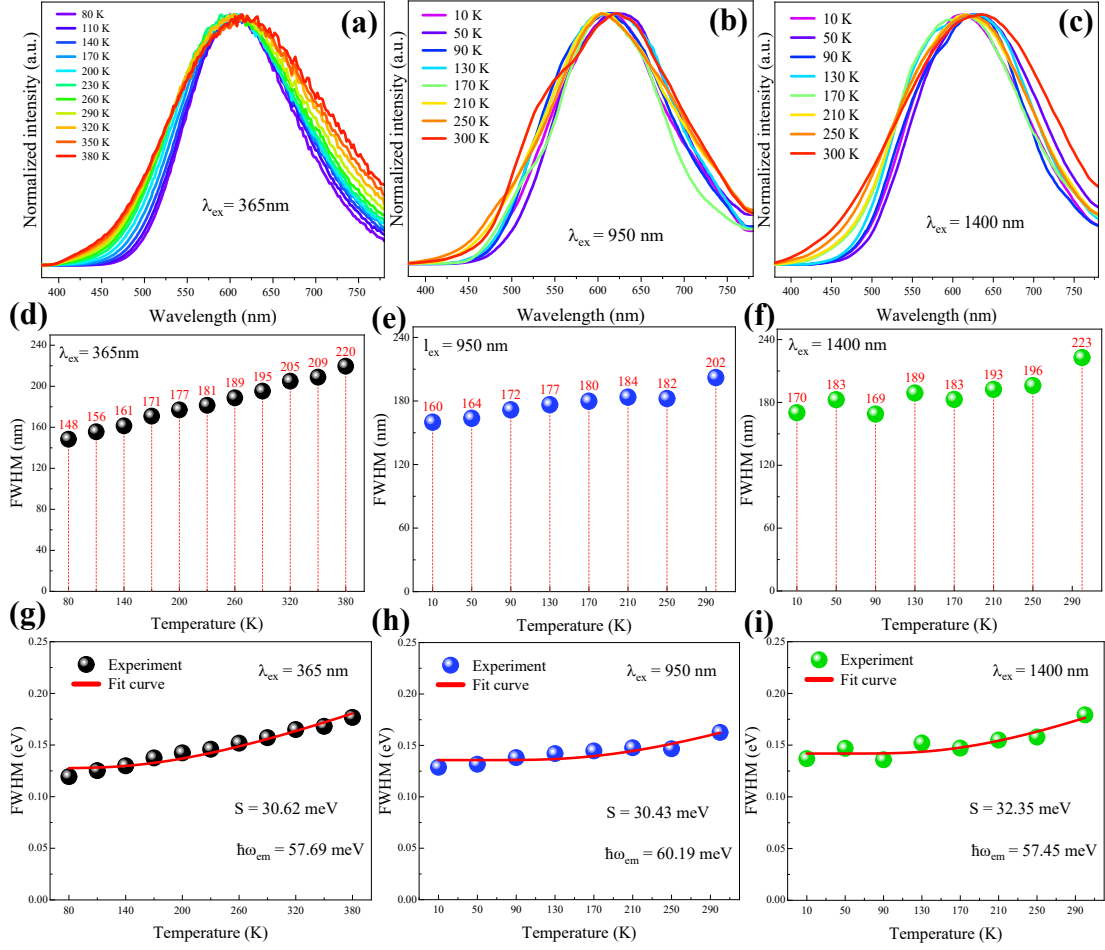 (a)
80 K
110 K
140 K
170 K
200 K
230 K
260 K
290 K
320 K
350 K
380 K
λex = 365nm
Normalized intensity (a.u.)
400 450 500 550 600 650 700 750
Wavelength (nm)
(b)
10 K
50 K
90 K
130 K
170 K
210 K
250 K
300 K
λex = 950 nm
Normalized intensity (a.u.)
400 450 500 550 600 650 700 750
Wavelength (nm)
(c)
10 K
50 K
90 K
130 K
170 K
210 K
250 K
300 K
λex = 1400 nm
Normalized intensity (a.u.)
400 450 500 550 600 650 700 750
Wavelength (nm)
(d)
λex = 365nm
240
200
160
120
80
40
0
FWHM (nm)
148 156 161 171 177 181 189 195 205 209 220
80 140 200 260 320 380
Temperature (K)
(e)
lex = 950 nm
240
180
120
60
0
FWHM (nm)
160 164 172 177 180 184 182 202
10 50 90 130 170 210 250 290
Temperature (K)
(f)
λex = 1400 nm
240
180
120
60
0
FWHM (nm)
170 183 169 189 183 193 196 223
10 50 90 130 170 210 250 290
Temperature (K)
(g)
Experiment
Fit curve
λex = 365 nm
S = 30.62 meV
ħωem = 57.69 meV
0.25
0.20
0.15
0.10
0.05
0.00
FWHM (eV)
80 140 200 260 320 380
Temperature (K)
(h)
Experiment
Fit curve
λex = 950 nm
S = 30.43 meV
ħωem = 60.19 meV
0.25
0.20
0.15
0.10
0.05
0.00
FWHM (eV)
10 50 90 130 170 210 250 290
Temperature (K)
(i)
Experiment
Fit curve
λex = 1400 nm
S = 32.35 meV
ħωem = 57.45 meV
0.25
0.20
0.15
0.10
0.05
0.00
FWHM (eV)
10 50 90 130 170 210 250 290
Temperature (K)